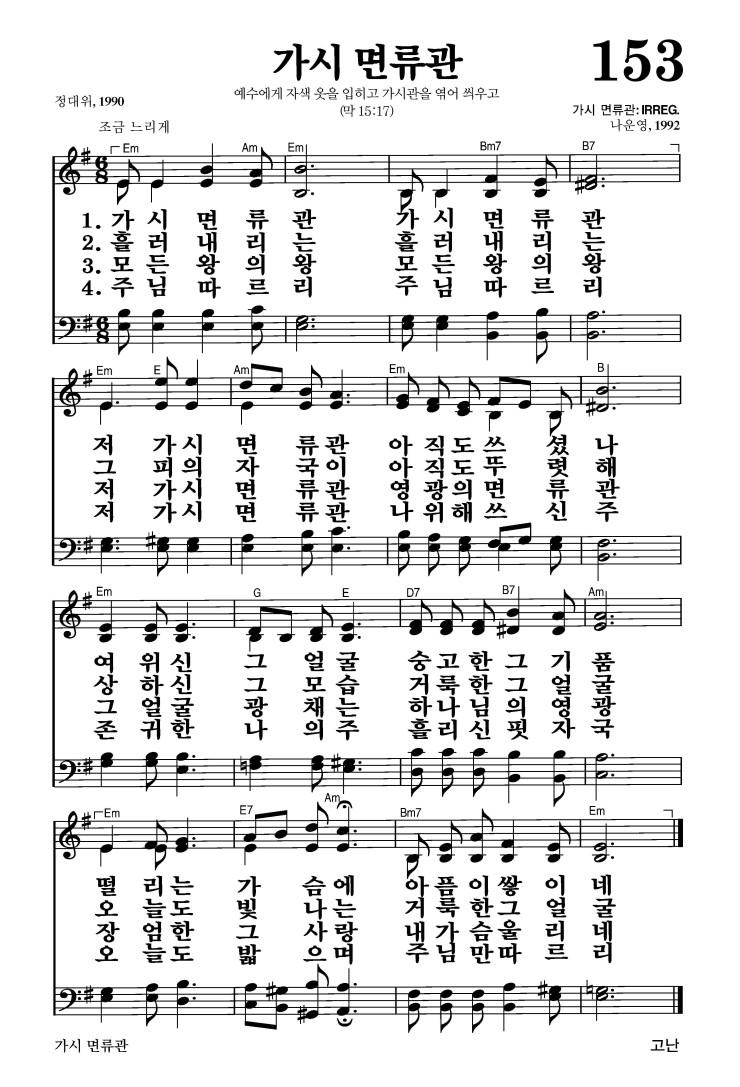 가시 면류관
153
예수에게 자색 옷을 입히고 가시관을 엮어 씌우고
(막 15:17)
정대위, 1990
가시 면류관: IRREG.
나운영, 1992
조금 느리게
Em Am Em Bm7 B7
1. 가 시 면 류 관 가 시 면 류 관
2. 흘 러 내 리 는 흘 러 내 리 는
3. 모 든 왕 의 왕 모 든 왕 의 왕
4. 주 님 따 르 리 주 님 따 르 리
Em E Am Em B
저 가 시 면 류 관 아 직 도 쓰 셨 나
그 피 의 자 국 이 아 직 도 뚜 렷 해
저 가 시 면 류 관 영 광 의 면 류 관
저 가 시 면 류 관 나 위 해 쓰 신 주
Em G E D7 B7 Am
여 위 신 그 얼 굴 숭 고 한 그 기 품
상 하 신 그 모 습 거 룩 한 그 얼 굴
그 얼 굴 광 채 는 하 나 님 의 영 광
존 귀 한 나 의 주 흘 리 신 핏 자 국
Em E7 Am Bm7 Em
떨 리 는 가 슴 에 아 픔 이 쌓 이 네
오 늘 도 빛 나 는 거 룩 한 그 얼 굴
장 엄 한 그 사 랑 내 가 슴 울 리 네
오 늘 도 밟 으 며 주 님 만 따 르 리
가시 면류관
고난